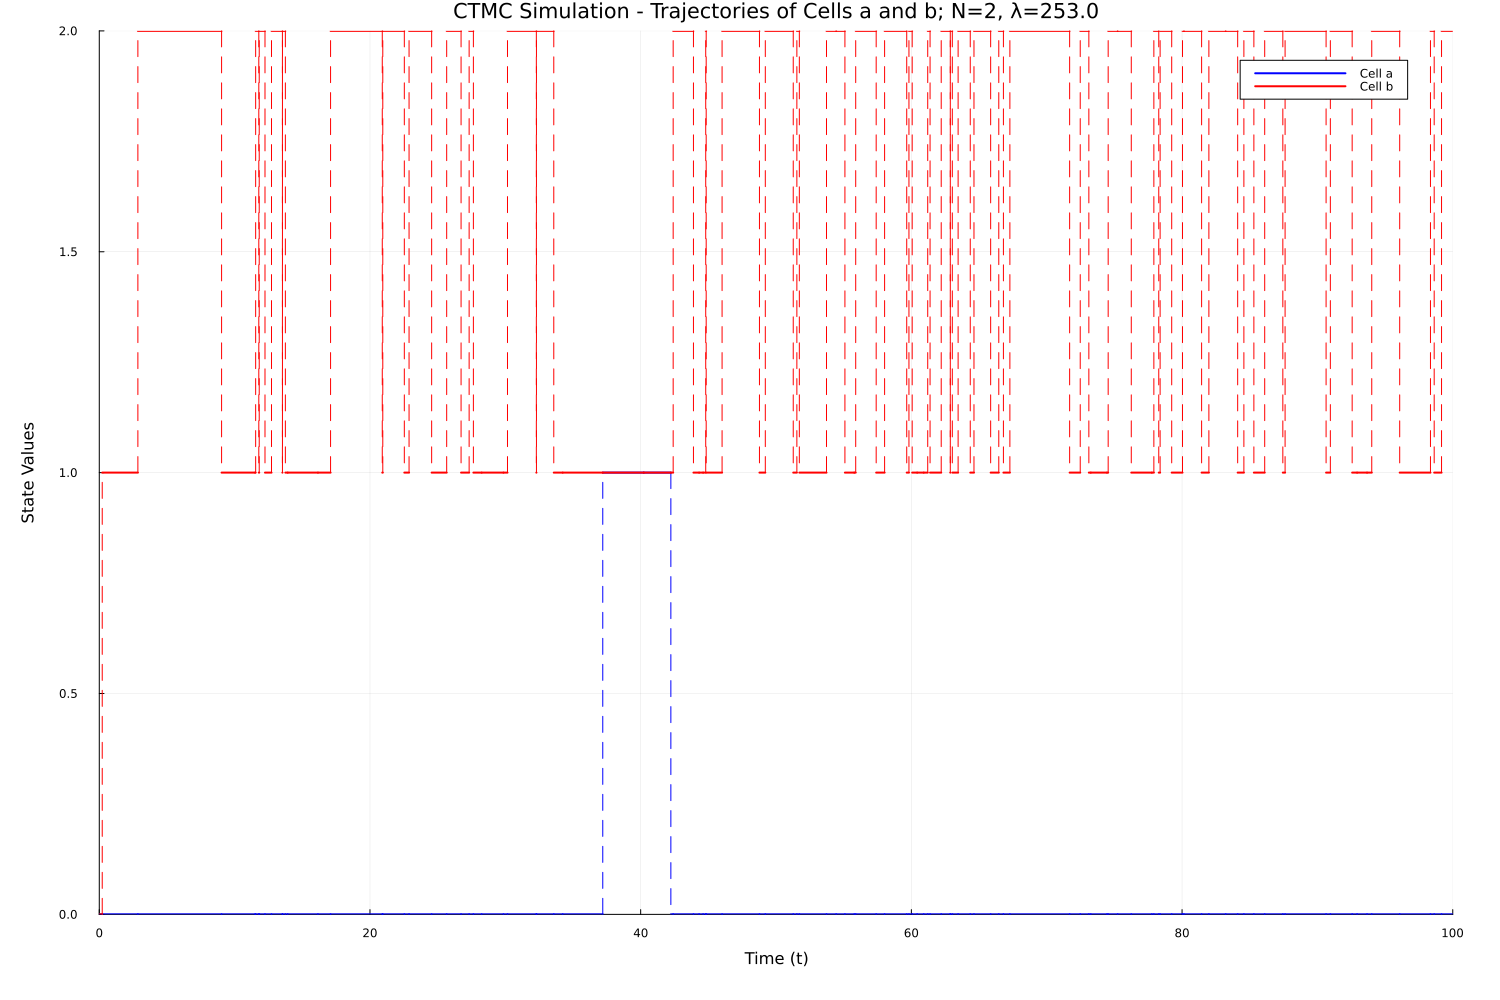 CTMC Simulation - Trajectories of Cells a and b; N=2, λ=253.0
2.0
Cell a
Cell b
1.5
1.0
State Values
0.5
0.0
0 20 40 60 80 100
Time (t)